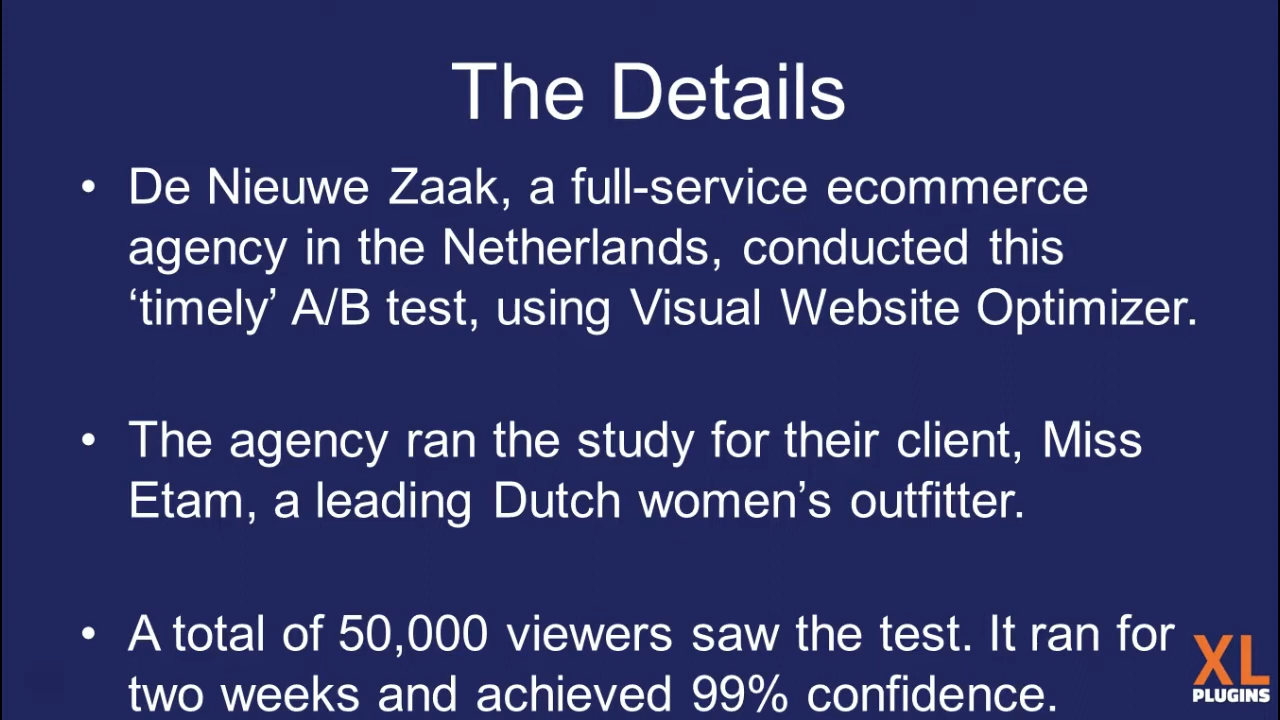 The Details
• De Nieuwe Zaak, a full-service ecommerce
agency in the Netherlands, conducted this
‘timely’ A/B test, using Visual Website Optimizer.
• The agency ran the study for their client, Miss
Etam, a leading Dutch women’s outfitter.
• A total of 50,000 viewers saw the test. It ran for
two weeks and achieved 99% confidence.
XL
PLUGINS